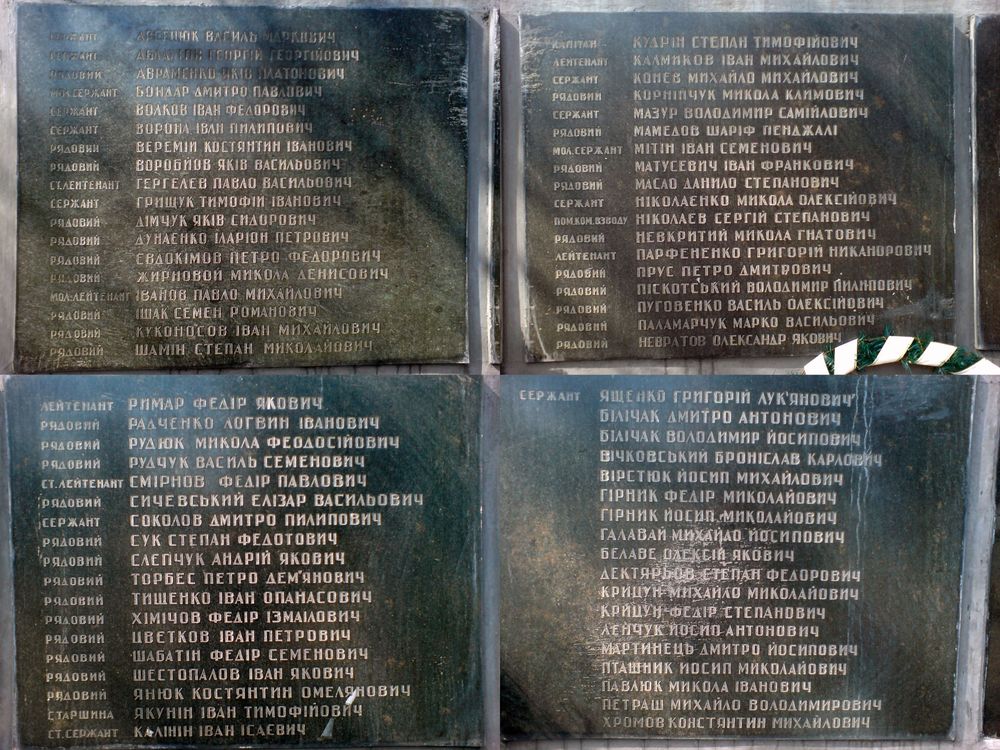 СЕРЖАНТ АВСЕНЮК ВАСИЛЬ МАРКОВИЧ
СЕРЖАНТ ГЕОРГІЙ ГЕОРГІЙОВИЧ
РЯДОВИЙ АВРАМЕНКО ЯКІВ ПЛАТОНОВИЧ
МОЛ.СЕРЖАНТ БОНДАР ДМИТРО ПАВЛОВИЧ
СЕРЖАНТ ВОЛКОВ ІВАН ФЕДОРОВИЧ
СЕРЖАНТ ВОРОНА ІВАН ПИЛИПОВИЧ
РЯДОВИЙ ВЕРЕМІЙ КОСТЯНТИН ІВАНОВИЧ
РЯДОВИЙ ВОРОБЙОВ ЯКІВ ВАСИЛЬОВИЧ
СТ.ЛЕЙТЕНАНТ ГЕРГЕЛЕВ ПАВЛО ВАСИЛЬОВИЧ
СЕРЖАНТ ГРИЩУК ТИМОФІЙ ІВАНОВИЧ
РЯДОВИЙ ДІМЧУК ЯКІВ СИДОРОВИЧ
РЯДОВИЙ ДУНАЕНКО ІЛАРІОН ПЕТРОВИЧ
РЯДОВИЙ ЄВДОКІМОВ ПЕТРО ФЕДОРОВИЧ
РЯДОВИЙ ЖИРНОВОЙ МИКОЛА ДЕНИСОВИЧ
МОЛ.ЛЕЙТЕНАНТ ІВАНОВ ПАВЛО МИХАЙЛОВИЧ
РЯДОВИЙ ІШАК СЕМЕН РОМАНОВИЧ
РЯДОВИЙ КУКОНОСОВ ІВАН МИХАЙЛОВИЧ
РЯДОВИЙ ШАМІН СТЕПАН МИКОЛАЙОВИЧ
КАПІТАН КУДРІН СТЕПАН ТИМОФІЙОВИЧ
ЛЕЙТЕНАНТ КАЛМИКОВ ІВАН МИХАЙЛОВИЧ
СЕРЖАНТ КОНЕВ МИХАЙЛО МИХАЙЛОВИЧ
РЯДОВИЙ КОРНІЙЧУК МИКОЛА КЛИМОВИЧ
СЕРЖАНТ МАЗУР ВОЛОДИМИР САМІЙЛОВИЧ
РЯДОВИЙ МАМЕДОВ ШАРІФ ПЕНДЖАЛІ
МОЛ.СЕРЖАНТ МІТІН ІВАН СЕМЕНОВИЧ
РЯДОВИЙ МАТУСЕВИЧ ІВАН ФРАНКОВИЧ
РЯДОВИЙ МАСЛО ДАНИЛО СТЕПАНОВИЧ
СЕРЖАНТ НІКОЛАЕНКО МИКОЛА ОЛЕКСІЙОВИЧ
ПОМ.КОМ.ВЗВОДУ НІКОЛАЕВ СЕРГІЙ СТЕПАНОВИЧ
РЯДОВИЙ НЕВКРИТИЙ МИКОЛА ГНАТОВИЧ
ЛЕЙТЕНАНТ ПАРФЕНЕНКО ГРИГОРІЙ НИКАНОРОВИЧ
РЯДОВИЙ ПРУС ПЕТРО ДМИТРОВИЧ
РЯДОВИЙ ПІСКОТСЬКИЙ ВОЛОДИМИР ПИЛИПОВИЧ
РЯДОВИЙ ПУГОВЕНКО ВАСИЛЬ ОЛЕКСІЙОВИЧ
РЯДОВИЙ ПАЛАМАРЧУК МАРКО ВАСИЛЬОВИЧ
РЯДОВИЙ НЕВРАТОВ ОЛЕКСАНДР ЯКОВИЧ
ЛЕЙТЕНАНТ РИМАР ФЕДІР ЯКОВИЧ
РЯДОВИЙ РАДЧЕНКО ЛОГВИН ІВАНОВИЧ
РЯДОВИЙ РУДЮК МИКОЛА ФЕОДОСІЙОВИЧ
РЯДОВИЙ РУДЧУК ВАСИЛЬ СЕМЕНОВИЧ
СТ.ЛЕЙТЕНАНТ СМІРНОВ ФЕДІР ПАВЛОВИЧ
РЯДОВИЙ СИЧЕВСЬКИЙ ЕЛІЗАР ВАСИЛЬОВИЧ
СЕРЖАНТ СОКОЛОВ ДМИТРО ПИЛИПОВИЧ
РЯДОВИЙ СУК СТЕПАН ФЕДОТОВИЧ
РЯДОВИЙ СЛЕПЧУК АНДРІЙ ЯКОВИЧ
РЯДОВИЙ ТОРБЕС ПЕТРО ДЕМ'ЯНОВИЧ
РЯДОВИЙ ТИЩЕНКО ІВАН ОПАНАСОВИЧ
РЯДОВИЙ ХІМІЧОВ ФЕДІР ІЗМАІЛОВИЧ
РЯДОВИЙ ЦВЕТКОВ ІВАН ПЕТРОВИЧ
РЯДОВИЙ ШАБАТІН ФЕДІР СЕМЕНОВИЧ
РЯДОВИЙ ШЕСТОПАЛОВ ІВАН ЯКОВИЧ
РЯДОВИЙ ЯНЮК КОСТЯНТИН ОМЕЛЯНОВИЧ
СТАРШИНА ЯКУНІН ІВАН ТИМОФІЙОВИЧ
СТ.СЕРЖАНТ КАЛІНІН ІВАН ІСАЕВИЧ
СЕРЖАНТ ЯЩЕНКО ГРИГОРІЙ ЛУК'ЯНОВИЧ
БІЛІЧАК ДМИТРО АНТОНОВИЧ
БІЛІЧАК ВОЛОДИМИР ЙОСИПОВИЧ
ВІЧКОВСЬКИЙ БРОНІСЛАВ КАРЛОВИЧ
ВІРСТЮК ЙОСИП МИХАЙЛОВИЧ
ГІРНИК ФЕДІР МИКОЛАЙОВИЧ
ГІРНИК ЙОСИП МИКОЛАЙОВИЧ
ГАЛАВАЙ МИХАЙЛО ЙОСИПОВИЧ
БЕЛАВЕ ОЛЕКСІЙ ЯКОВИЧ
ДЕКТЯРЬОВ СТЕПАН ФЕДОРОВИЧ
КРИЦУН МИХАЙЛО МИКОЛАЙОВИЧ
КРИЦУН ФЕДІР СТЕПАНОВИЧ
ЛЕНЧУК ЙОСИП АНТОНОВИЧ
МАРТИНЕЦЬ ДМИТРО ЙОСИПОВИЧ
ПТАШНИК ЙОСИП МИКОЛАЙОВИЧ
ПАВЛЮК МИКОЛА ІВАНОВИЧ
ПЕТРАШ МИХАЙЛО ВОЛОДИМИРОВИЧ
ХРОМОВ КОНСТЯНТИН МИХАЙЛОВИЧ